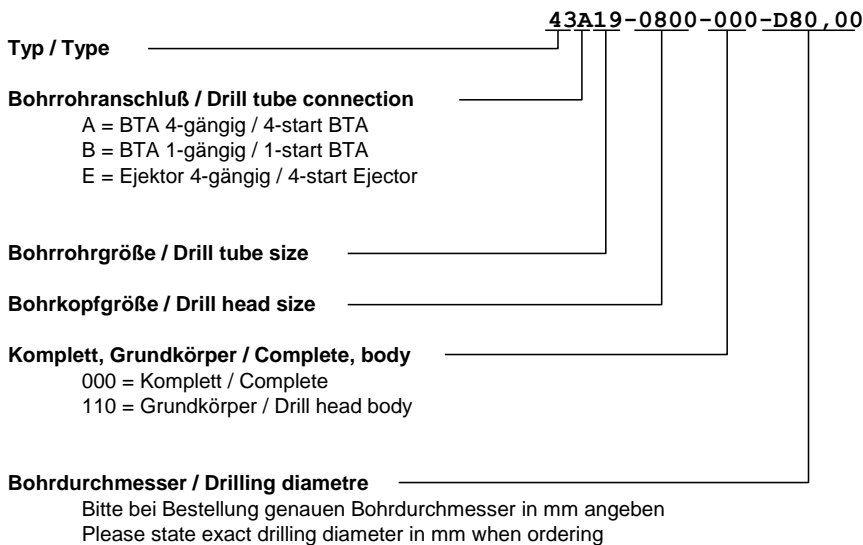 43A19-0800-000-D80,00
Typ / Type
Bohrrohranschluß / Drill tube connection
A = BTA 4-gängig / 4-start BTA
B = BTA 1-gängig / 1-start BTA
E = Ejektor 4-gängig / 4-start Ejector
Bohrrohrgröße / Drill tube size
Bohrkopfgröße / Drill head size
Komplett, Grundkörper / Complete, body
000 = Komplett / Complete
110 = Grundkörper / Drill head body
Bohrdurchmesser / Drilling diametre
Bitte bei Bestellung genauen Bohrdurchmesser in mm angeben
Please state exact drilling diameter in mm when ordering